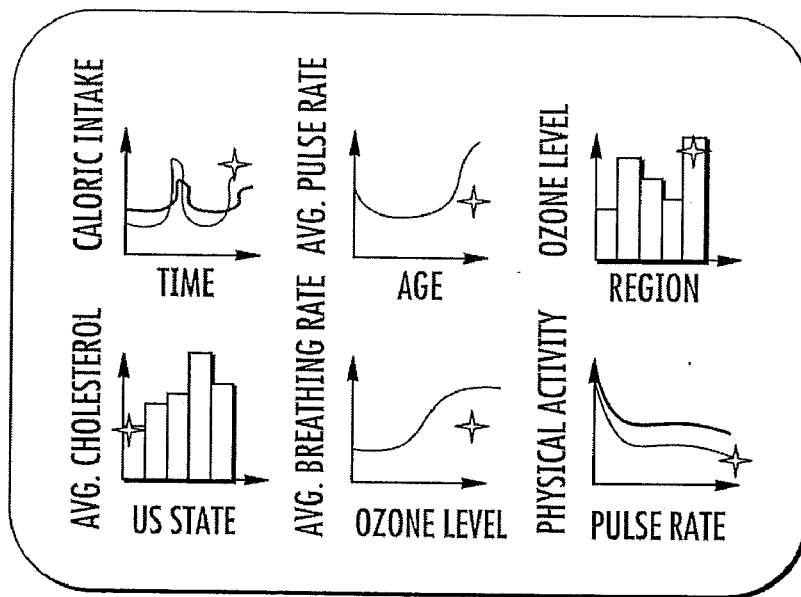 CALORIC INTAKE
TIME
AVG. PULSE RATE
AGE
OZONE LEVEL
REGION
AVG. CHOLESTEROL
US STATE
AVG. BREATHING RATE
OZONE LEVEL
PHYSICAL ACTIVITY
PULSE RATE